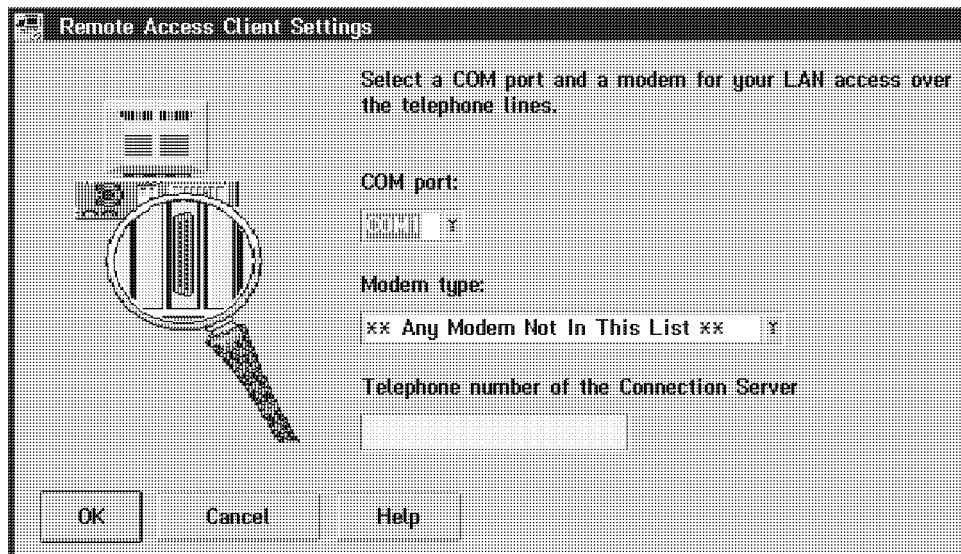 Remote Access Client Settings
Select a COM port and a modem for your LAN access over
the telephone lines.
COM port:
COM1
Modem type:
** Any Modem Not In This List **
Telephone number of the Connection Server
OK
Cancel
Help